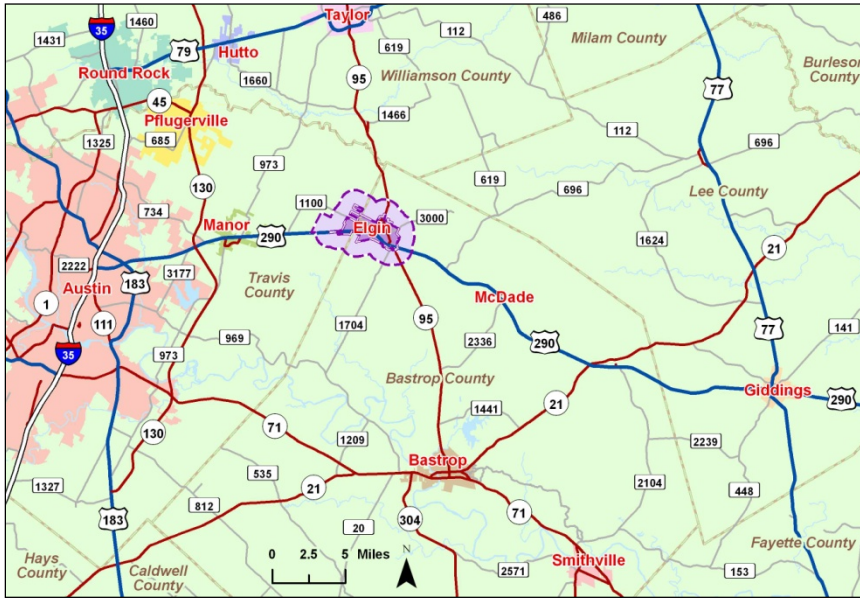 1431
35
1460
Taylor
486
79
Hutto
619
112
Milam County
Round Rock
95
Williamson County
77
Burleson
County
1660
45
1466
Pflugerville
1325
685
112
696
973
130
619
696
Lee County
734
1100
3000
Manor
Elgin
290
1624
21
2222
183
3177
Travis
County
Austin
McDade
1
111
1704
95
290
77
141
969
2336
35
973
Bastrop County
Giddings
290
1441
21
130
71
1209
2239
Bastrop
535
21
2104
448
1327
812
71
183
304
20
0 2.5 5 Miles
N
Hays
County
Caldwell
County
Smithville
2571
153
Fayette County